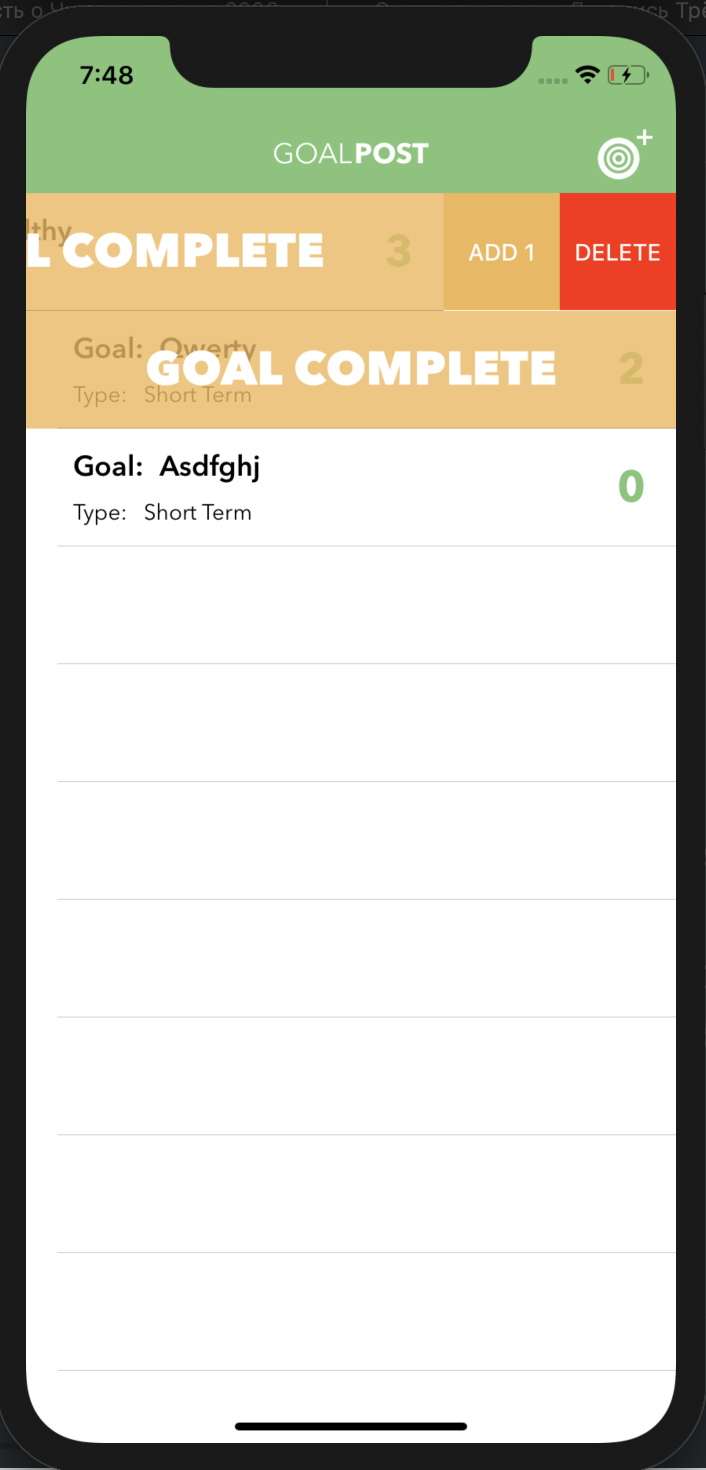 7:48
GOALPOST
lthy
L COMPLETE
3
ADD 1
DELETE
Goal: Qwerty
GOAL COMPLETE
2
Type: Short Term
Goal: Asdfghj
0
Type: Short Term